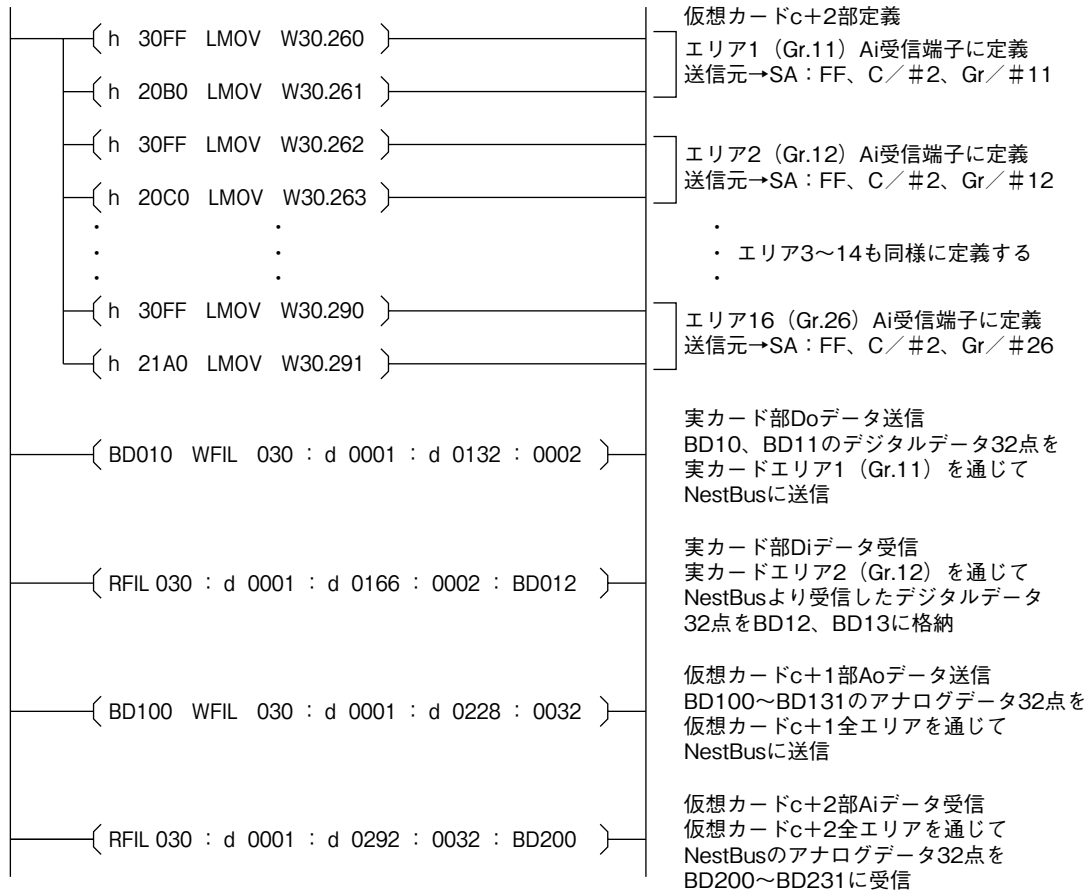 仮想カードc+2部定義
h 30FF LMOV W30.260
エリア1（Gr.11）Ai受信端子に定義
送信元→SA：FF、C／#2、Gr／#11
h 20B0 LMOV W30.261
h 30FF LMOV W30.262
エリア2（Gr.12）Ai受信端子に定義
送信元→SA：FF、C／#2、Gr／#12
h 20C0 LMOV W30.263
・ エリア3～14も同様に定義する
h 30FF LMOV W30.290
エリア16（Gr.26）Ai受信端子に定義
送信元→SA：FF、C／#2、Gr／#26
h 21A0 LMOV W30.291
BD010 WFIL 030：d 0001：d 0132：0002
実カード部Doデータ送信
BD10、BD11のデジタルデータ32点を
実カードエリア1（Gr.11）を通じて
NestBusに送信
RFIL 030：d 0001：d 0166：0002：BD012
実カード部Diデータ受信
実カードエリア2（Gr.12）を通じて
NestBusより受信したデジタルデータ
32点をBD12、BD13に格納
BD100 WFIL 030：d 0001：d 0228：0032
仮想カードc+1部Aoデータ送信
BD100～BD131のアナログデータ32点を
仮想カードc+1全エリアを通じて
NestBusに送信
RFIL 030：d 0001：d 0292：0032：BD200
仮想カードc+2部Aiデータ受信
仮想カードc+2全エリアを通じて
NestBusのアナログデータ32点を
BD200～BD231に受信